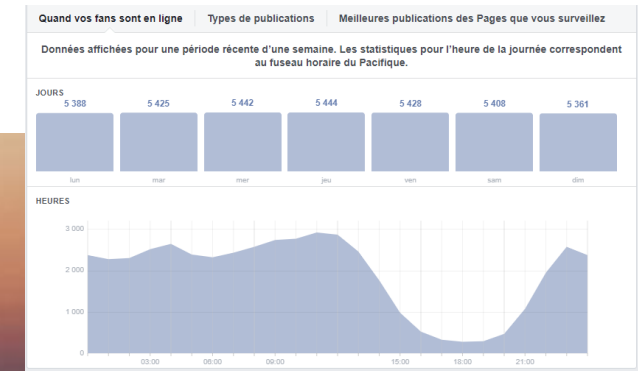 Quand vos fans sont en ligne Types de publications Meilleures publications des Pages que vous surveillez
Données affichées pour une période récente d'une semaine. Les statistiques pour l'heure de la journée correspondent
au fuseau horaire du Pacifique.
JOURS
5 388 5 425 5 442 5 444 5 428 5 408 5 361
lun mar mer jeu ven sam dim
HEURES
3 000
2 000
1 000
0
03:00 06:00 09:00 15:00 18:00 21:00